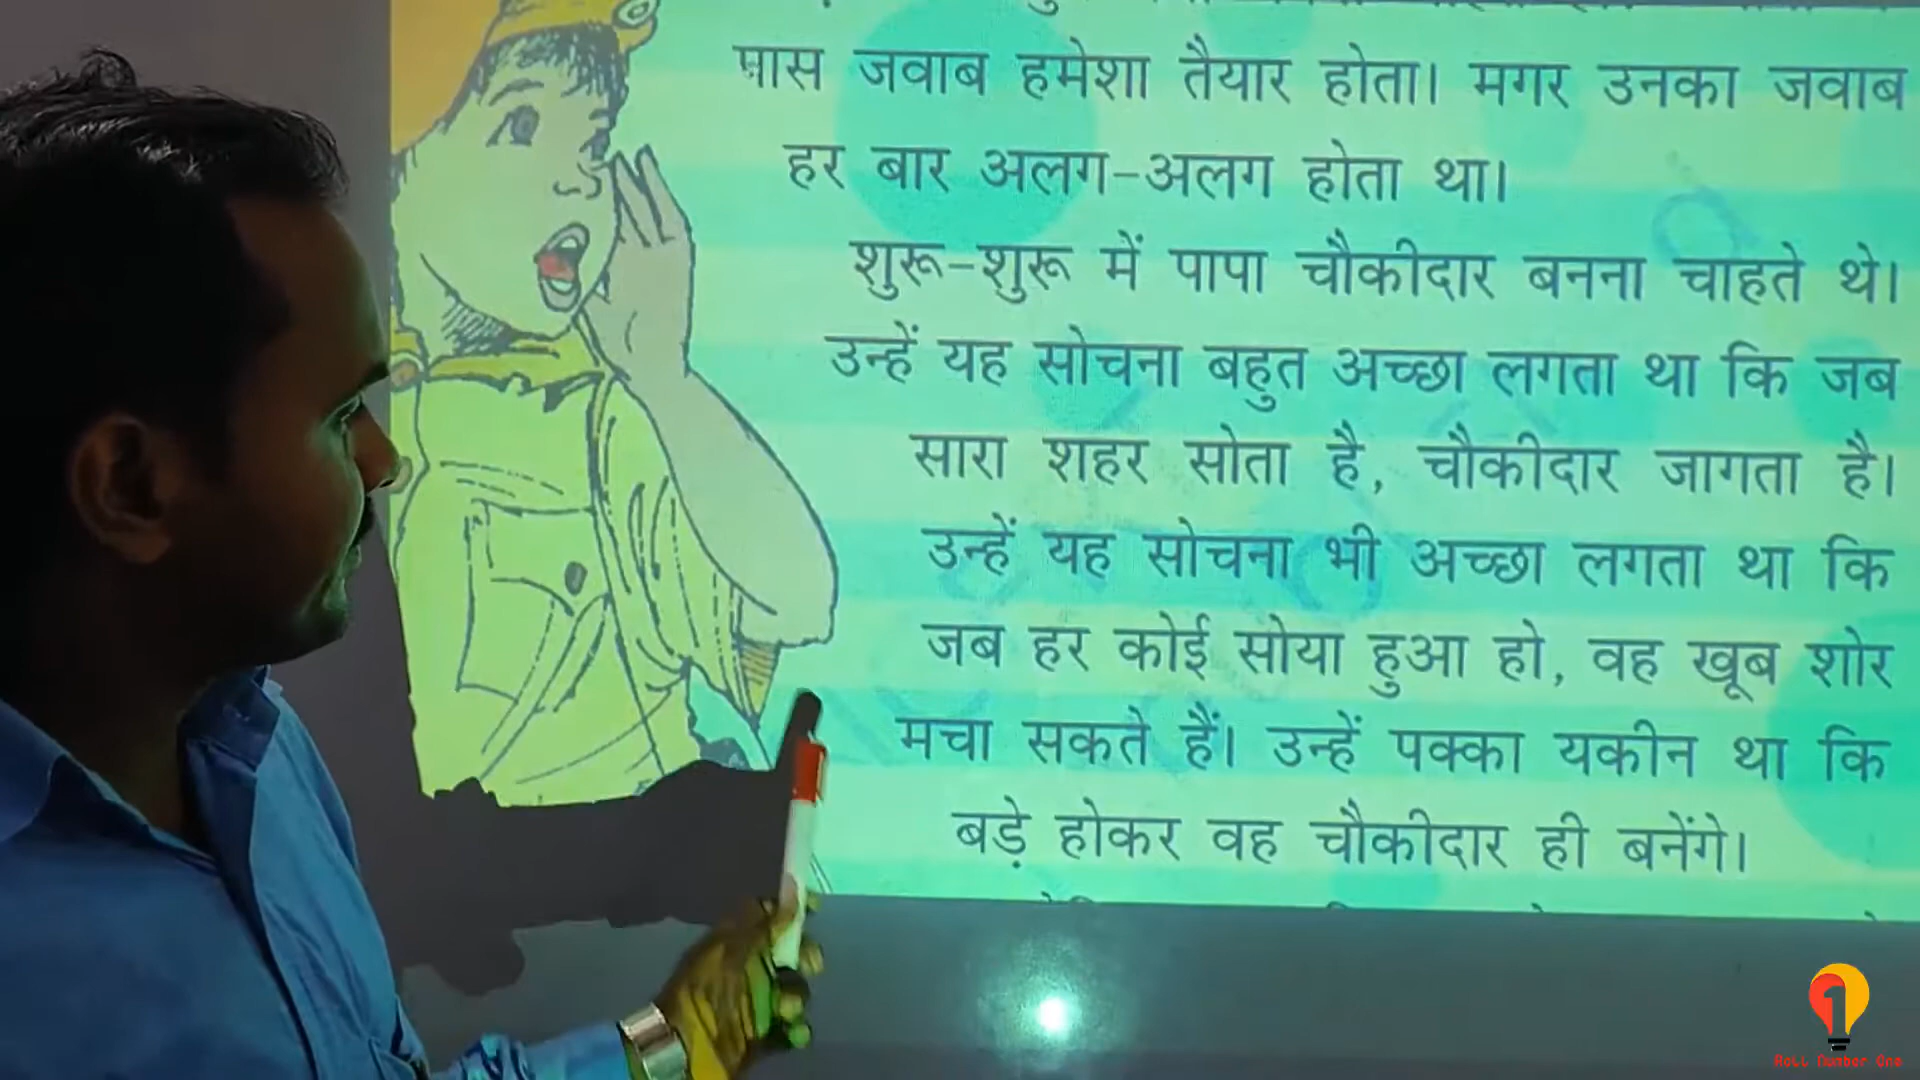 पास जवाब हमेशा तैयार होता। मगर उनका जवाब
हर बार अलग-अलग होता था।
शुरू-शुरू में पापा चौकीदार बनना चाहते थे।
उन्हें यह सोचना बहुत अच्छा लगता था कि जब
सारा शहर सोता है, चौकीदार जागता है।
उन्हें यह सोचना भी अच्छा लगता था कि
जब हर कोई सोया हुआ हो, वह खूब शोर
मचा सकते हैं। उन्हें पक्का यकीन था कि
बड़े होकर वह चौकीदार ही बनेंगे।
1
Roll Number One